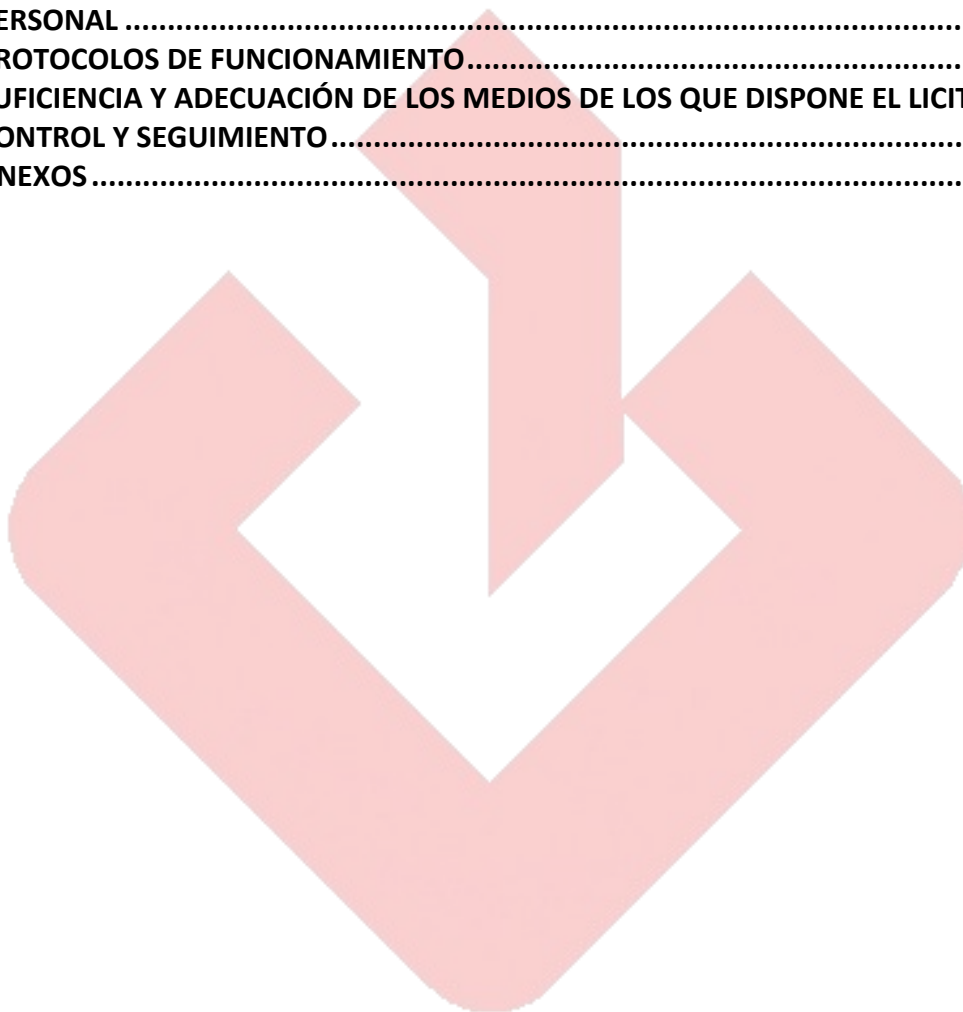 ERSONAL ....................................................................................................
ROTOCOLOS DE FUNCIONAMIENTO..........................................................
UFICIENCIA Y ADECUACIÓN DE LOS MEDIOS DE LOS QUE DISPONE EL LICIT
ONTROL Y SEGUIMIENTO..........................................................................
NEXOS.......................................................................................................